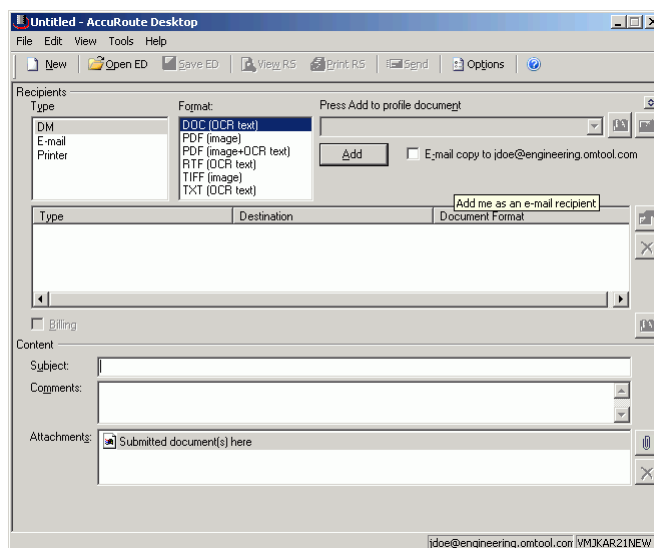 Untitled - AccuRoute Desktop
File Edit View Tools Help
New Open ED Save ED View RS Print RS Send Options
Recipients
Type Format: Press Add to profile document
DM
E-mail
Printer
DOC (OCR text)
PDF (image)
PDF (image+OCR text)
RTF (OCR text)
TIFF (image)
TXT (OCR text)
Add E-mail copy to jdoe@engineering.omtool.com
Add me as an e-mail recipient
Type Destination Document Format
Billing
Content
Subject:
Comments:
Attachments: Submitted document(s) here
jdoe@engineering.omtool.com VMJKAR21NEW